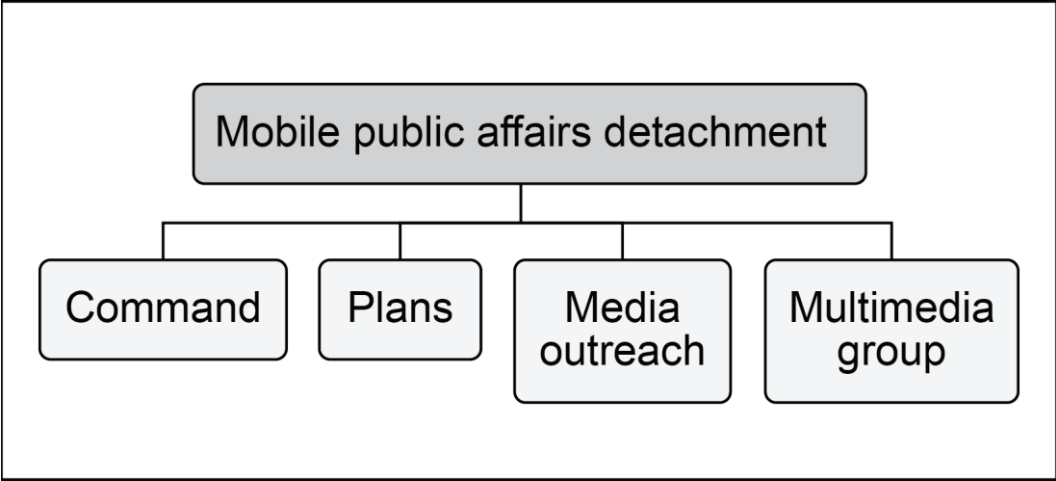 Mobile public affairs detachment
Command
Plans
Media
outreach
Multimedia
group